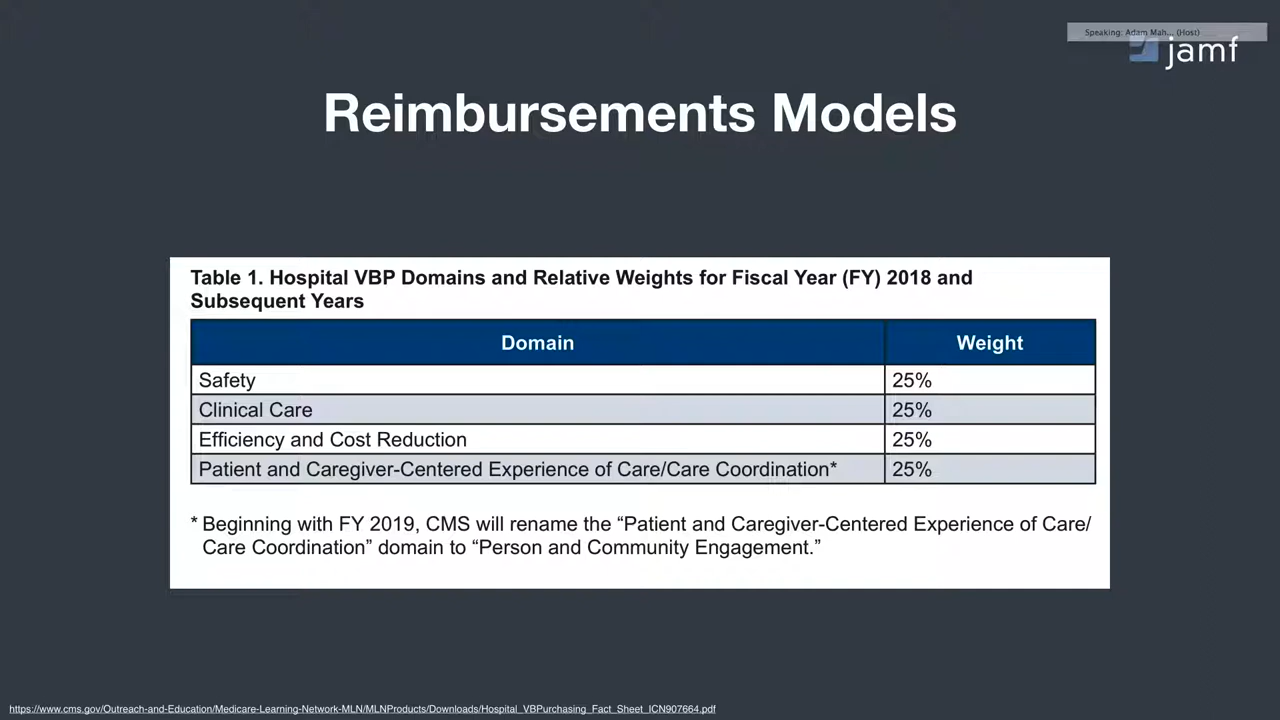 Speaking: Adam Mah... (Host)
jamf
Reimbursements Models
Table 1. Hospital VBP Domains and Relative Weights for Fiscal Year (FY) 2018 and
Subsequent Years
Domain Weight
Safety 25%
Clinical Care 25%
Efficiency and Cost Reduction 25%
Patient and Caregiver-Centered Experience of Care/Care Coordination* 25%
* Beginning with FY 2019, CMS will rename the “Patient and Caregiver-Centered Experience of Care/
Care Coordination” domain to “Person and Community Engagement.”
https://www.cms.gov/Outreach-and-Education/Medicare-Learning-Network-MLN/MLNProducts/Downloads/Hospital_VBPurchasing_Fact_Sheet_ICN907664.pdf